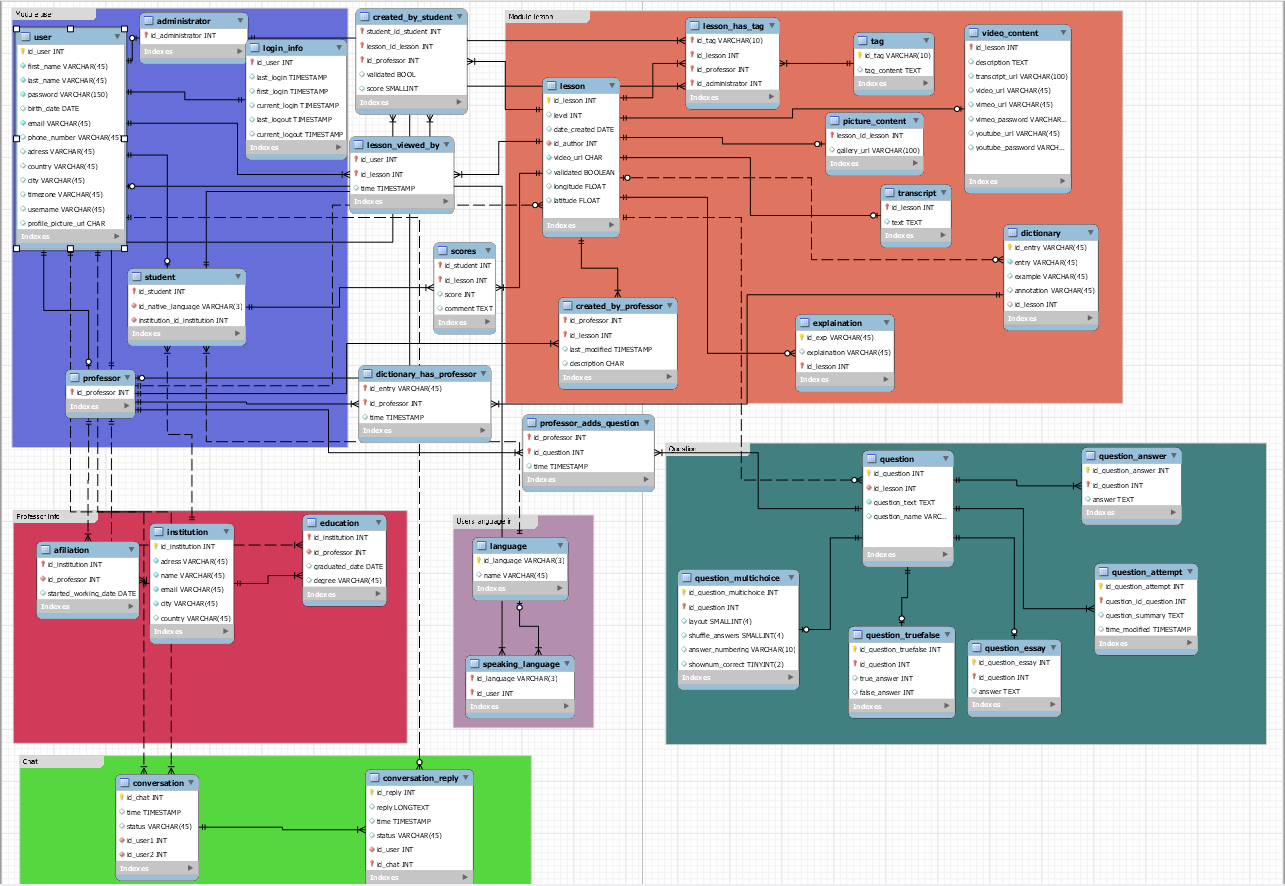 Module user
administrator
id_administrator INT
Indexes
user
id_user INT
first_name VARCHAR(45)
last_name VARCHAR(45)
password VARCHAR(150)
birth_date DATE
email VARCHAR(45)
phone_number VARCHAR(45)
adress VARCHAR(45)
country VARCHAR(45)
city VARCHAR(45)
timezone VARCHAR(45)
username VARCHAR(45)
profile_picture_url CHAR
Indexes
login_info
id_user INT
last_login TIMESTAMP
first_login TIMESTAMP
current_login TIMESTAMP
last_logout TIMESTAMP
current_logout TIMESTAMP
Indexes
created_by_student
student_id_student INT
lesson_id_lesson INT
id_professor INT
validated BOOL
score SMALLINT
Indexes
lesson_viewed_by
id_user INT
id_lesson INT
time TIMESTAMP
Indexes
student
id_student INT
id_native_language VARCHAR(3)
institution_id_institution INT
Indexes
scores
id_student INT
id_lesson INT
score INT
comment TEXT
Indexes
professor
id_professor INT
Indexes
dictionary_has_professor
id_entry VARCHAR(45)
id_professor INT
time TIMESTAMP
Indexes
Module lesson
lesson
id_lesson INT
level INT
date_created DATE
id_author INT
video_url CHAR
validated BOOLEAN
longitude FLOAT
latitude FLOAT
Indexes
lesson_has_tag
id_tag VARCHAR(10)
id_lesson INT
id_professor INT
id_administrator INT
Indexes
tag
id_tag VARCHAR(10)
tag_content TEXT
Indexes
video_content
id_lesson INT
description TEXT
transcript_url VARCHAR(100)
video_url VARCHAR(45)
vimeo_url VARCHAR(45)
vimeo_password VARCHAR...
youtube_url VARCHAR(45)
youtube_password VARCH...
Indexes
picture_content
lesson_id_lesson INT
gallery_url VARCHAR(100)
Indexes
transcript
id_lesson INT
text TEXT
Indexes
dictionary
id_entry VARCHAR(45)
entry VARCHAR(45)
example VARCHAR(45)
annotation VARCHAR(45)
id_lesson INT
Indexes
created_by_professor
id_professor INT
id_lesson INT
last_modified TIMESTAMP
description CHAR
Indexes
explaination
id_exp VARCHAR(45)
explaination VARCHAR(45)
id_lesson INT
Indexes
professor_adds_question
id_professor INT
id_question INT
time TIMESTAMP
Indexes
Question
question
id_question INT
id_lesson INT
question_text TEXT
question_name VARC...
Indexes
question_answer
id_question_answer INT
id_question INT
answer TEXT
Indexes
question_multichoice
id_question_multichoice INT
id_question INT
layout SMALLINT(4)
shuffle_answers SMALLINT(4)
answer_numbering VARCHAR(10)
shownum_correct TINYINT(2)
Indexes
question_attempt
id_question_attempt INT
question_id_question INT
question_summary TEXT
time_modified TIMESTAMP
Indexes
question_truefalse
id_question_truefalse INT
id_question INT
true_answer INT
false_answer INT
Indexes
question_essay
id_question_essay INT
id_question INT
answer TEXT
Indexes
Professor info
afiliation
id_institution INT
id_professor INT
started_working_date DATE
Indexes
institution
id_institution INT
adress VARCHAR(45)
name VARCHAR(45)
email VARCHAR(45)
city VARCHAR(45)
country VARCHAR(45)
Indexes
education
id_institution INT
id_professor INT
graduated_date DATE
degree VARCHAR(45)
Indexes
Users language
language
id_language VARCHAR(3)
name VARCHAR(45)
Indexes
speaking_language
id_language VARCHAR(3)
id_user INT
Indexes
Chat
conversation
id_chat INT
time TIMESTAMP
status VARCHAR(45)
id_user1 INT
id_user2 INT
Indexes
conversation_reply
id_reply INT
reply LONGTEXT
time TIMESTAMP
status VARCHAR(45)
id_user INT
id_chat INT
Indexes